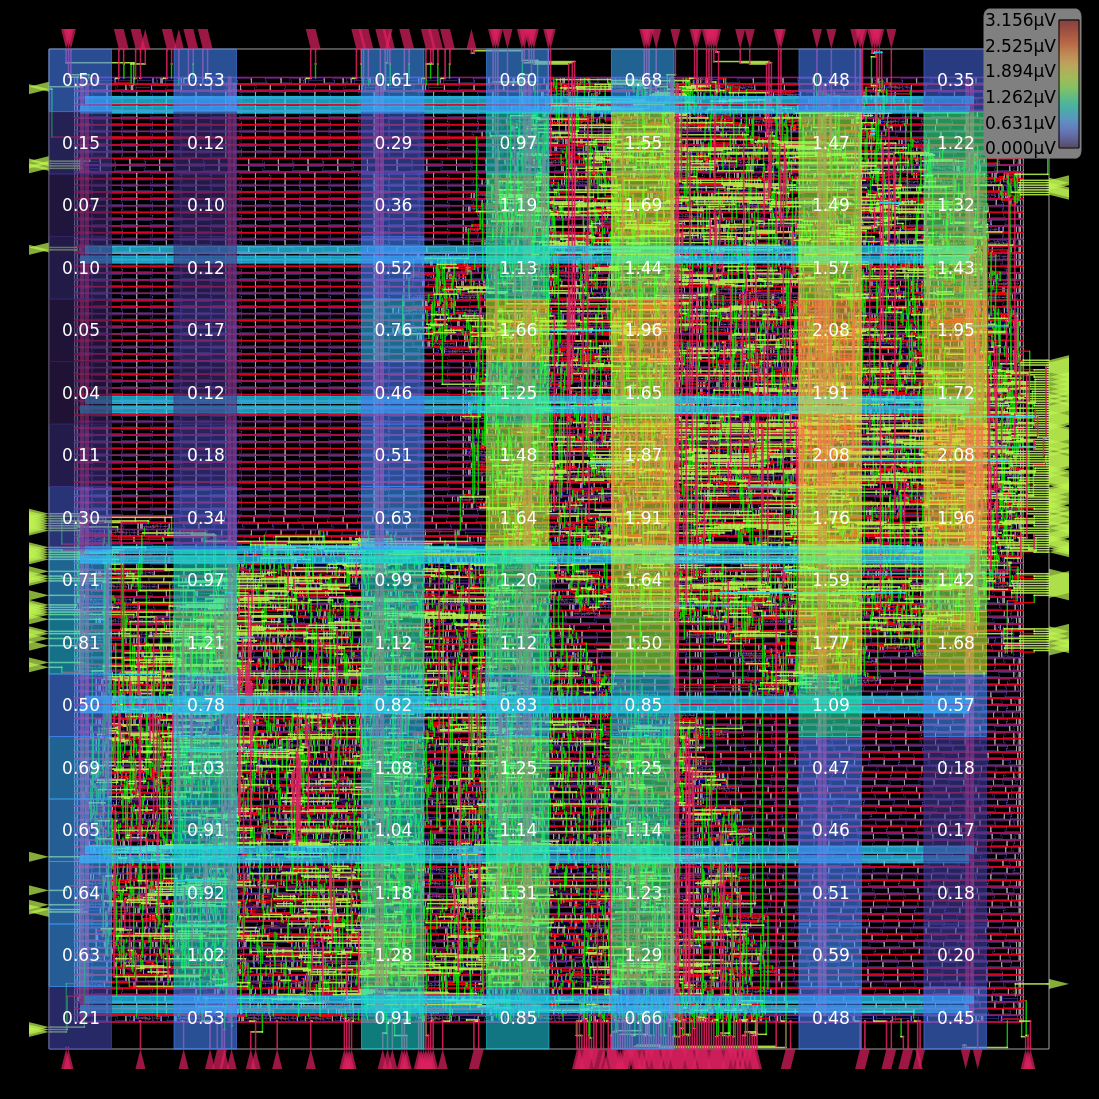 3.156µV
2.525µV
1.894µV
1.262µV
0.631µV
0.000µV
0.50 0.53 0.61 0.60 0.68 0.48 0.35
0.15 0.12 0.29 0.97 1.55 1.47 1.22
0.07 0.10 0.36 1.19 1.69 1.49 1.32
0.10 0.12 0.52 1.13 1.44 1.57 1.43
0.05 0.17 0.76 1.66 1.96 2.08 1.95
0.04 0.12 0.46 1.25 1.65 1.91 1.72
0.11 0.18 0.51 1.48 1.87 2.08 2.08
0.30 0.34 0.63 1.64 1.91 1.76 1.96
0.71 0.97 0.99 1.20 1.64 1.59 1.42
0.81 1.21 1.12 1.12 1.50 1.77 1.68
0.50 0.78 0.82 0.83 0.85 1.09 0.57
0.69 1.03 1.08 1.25 1.25 0.47 0.18
0.65 0.91 1.04 1.14 1.14 0.46 0.17
0.64 0.92 1.18 1.31 1.23 0.51 0.18
0.63 1.02 1.28 1.32 1.29 0.59 0.20
0.21 0.53 0.91 0.85 0.66 0.48 0.45